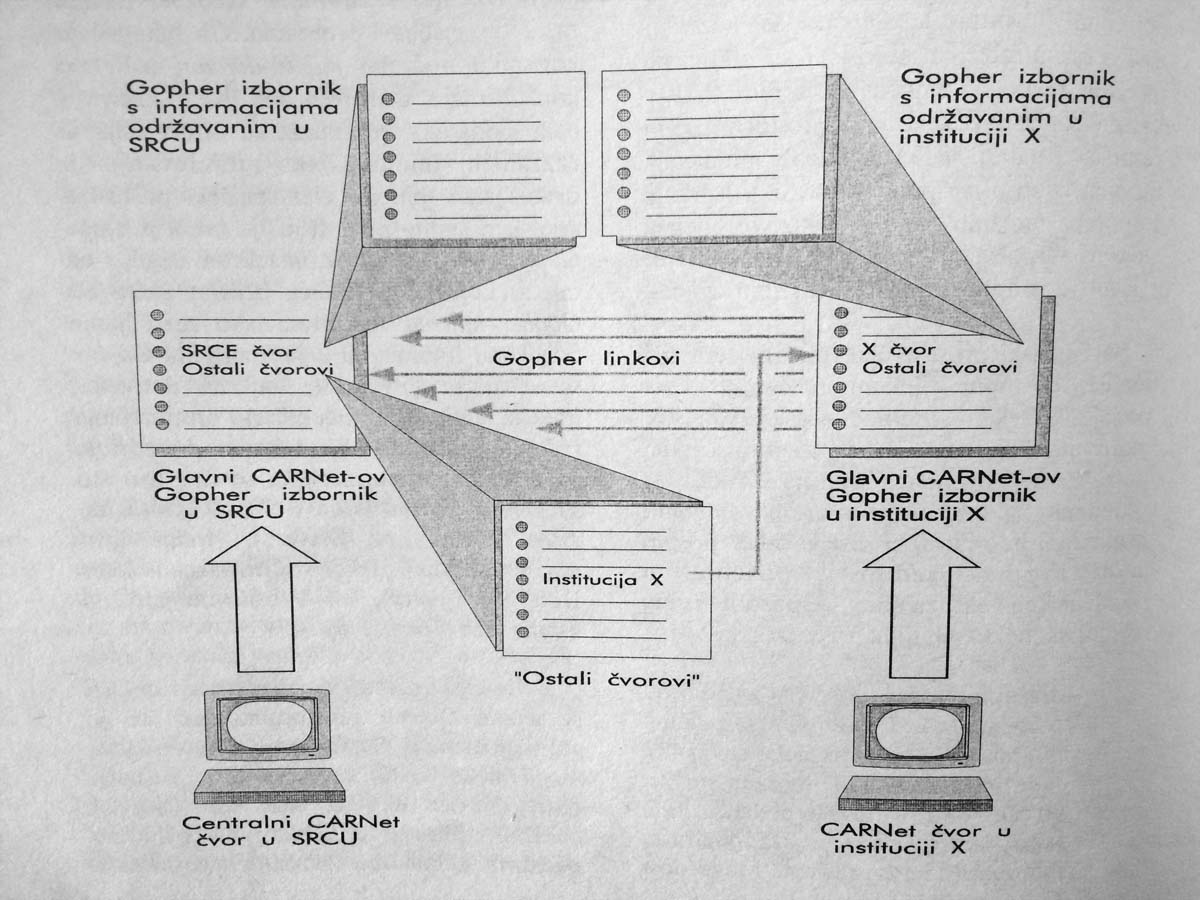 Gopher izbornik
s informacijama
održavanim u
SRCU
Gopher izbornik
s informacijama
održavanim u
instituciji X
SRCE čvor
Ostali čvorovi
Gopher linkovi
X čvor
Ostali čvorovi
Glavni CARNet-ov
Gopher izbornik
u SRCU
Glavni CARNet-ov
Gopher izbornik
u instituciji X
Institucija X
"Ostali čvorovi"
Centralni CARNet
čvor u SRCU
CARNet čvor u
instituciji X